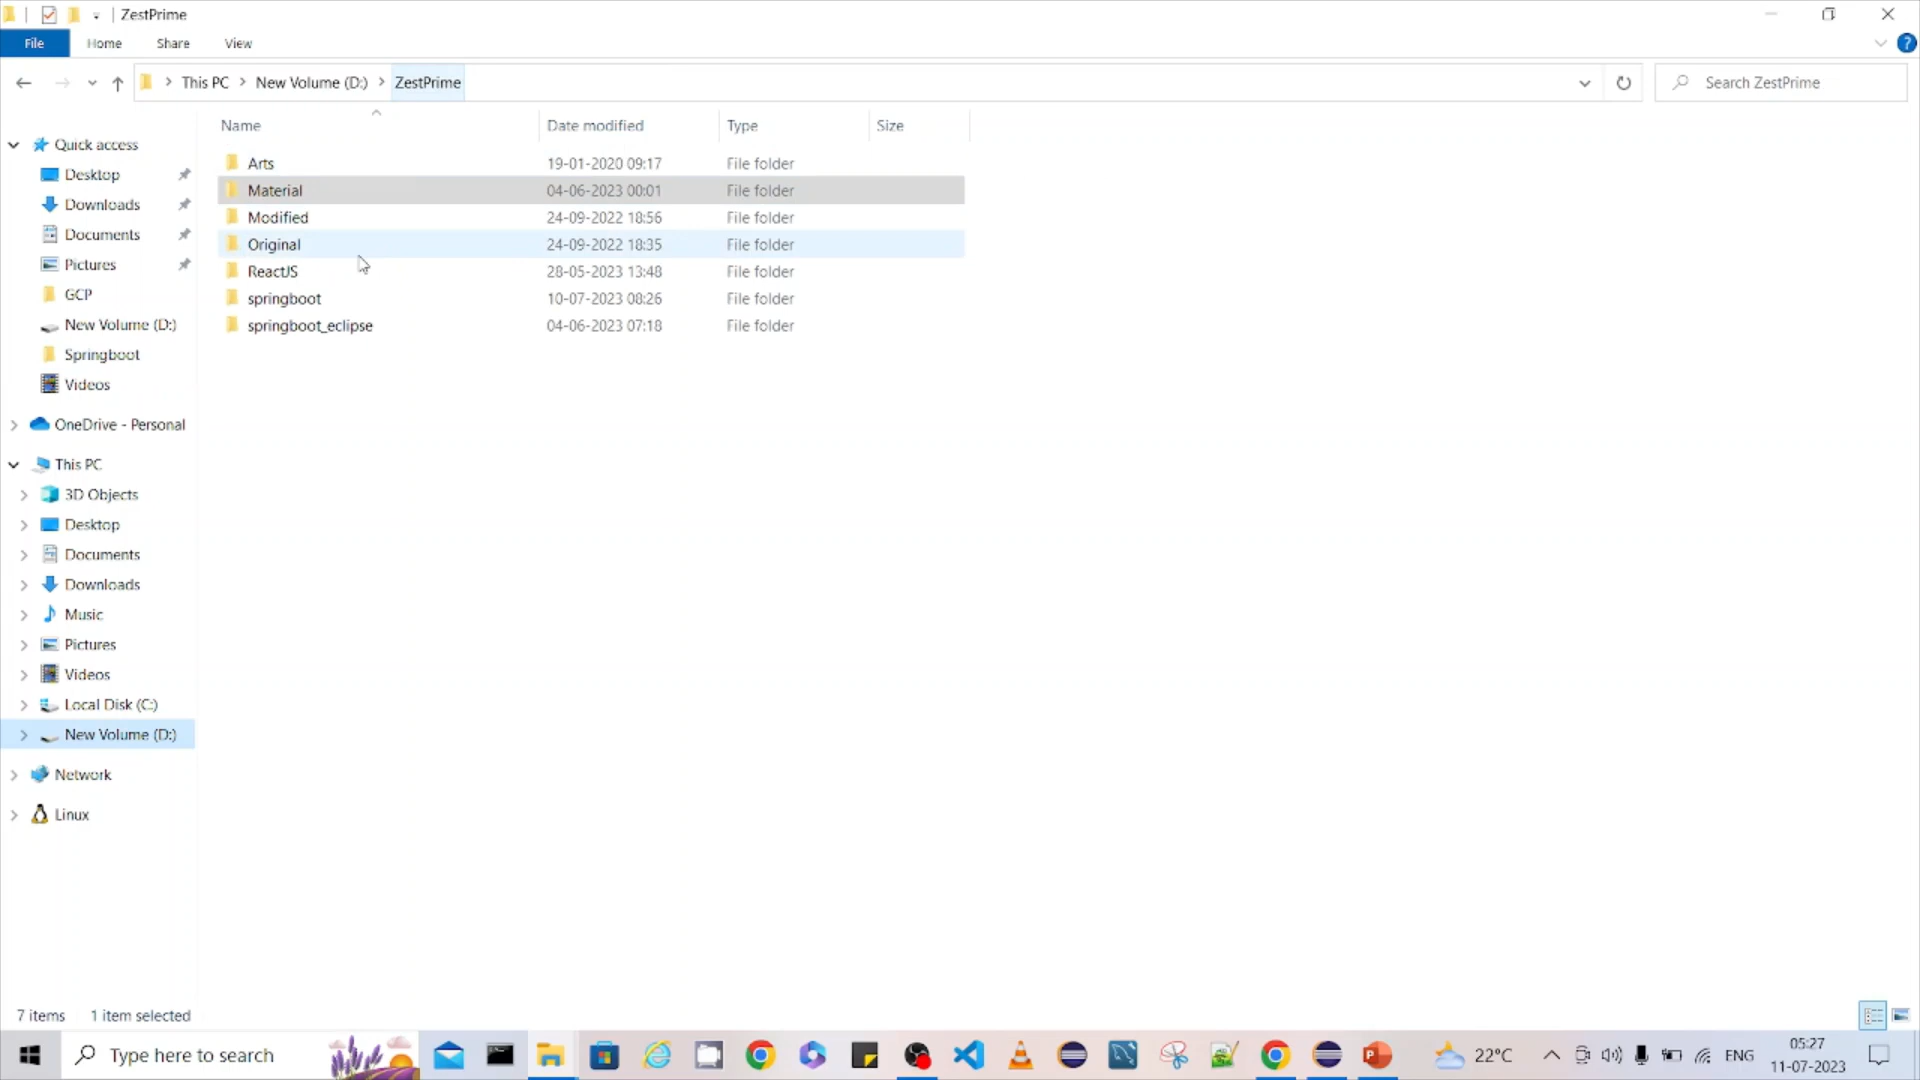 ZestPrime
File Home Share View
This PC New Volume (D:) ZestPrime
Search ZestPrime
Name Date modified Type Size
Arts 19-01-2020 09:17 File folder
Material 04-06-2023 00:01 File folder
Modified 24-09-2022 18:56 File folder
Original 24-09-2022 18:35 File folder
ReactJS 28-05-2023 13:48 File folder
springboot 10-07-2023 08:26 File folder
springboot_eclipse 04-06-2023 07:18 File folder
Quick access
Desktop
Downloads
Documents
Pictures
GCP
New Volume (D:)
Springboot
Videos
OneDrive - Personal
This PC
3D Objects
Desktop
Documents
Downloads
Music
Pictures
Videos
Local Disk (C:)
New Volume (D:)
Network
Linux
7 items 1 item selected
Type here to search
22°C
ENG
05:27
11-07-2023